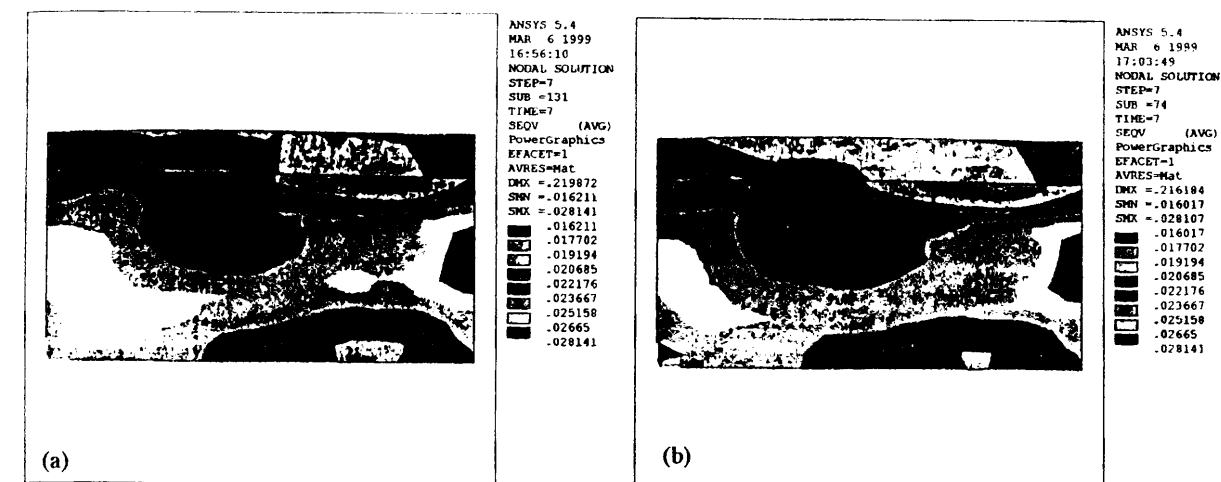 ANSYS 5.4
MAR 6 1999
16:56:10
NODAL SOLUTION
STEP=7
SUB =131
TIME=7
SEQV (AVG)
PowerGraphics
EFACET=1
AVRES=Mat
DMX =.219872
SMN =.016211
SMX =.028141
.016211
.017702
.019194
.020685
.022176
.023667
.025158
.02665
.028141
(a)
ANSYS 5.4
MAR 6 1999
17:03:49
NODAL SOLUTION
STEP=7
SUB =74
TIME=7
SEQV (AVG)
PowerGraphics
EFACET=1
AVRES=Mat
DMX =.216184
SMN =.016017
SMX =.028107
.016017
.017702
.019194
.020685
.022176
.023667
.025158
.02665
.028141
(b)